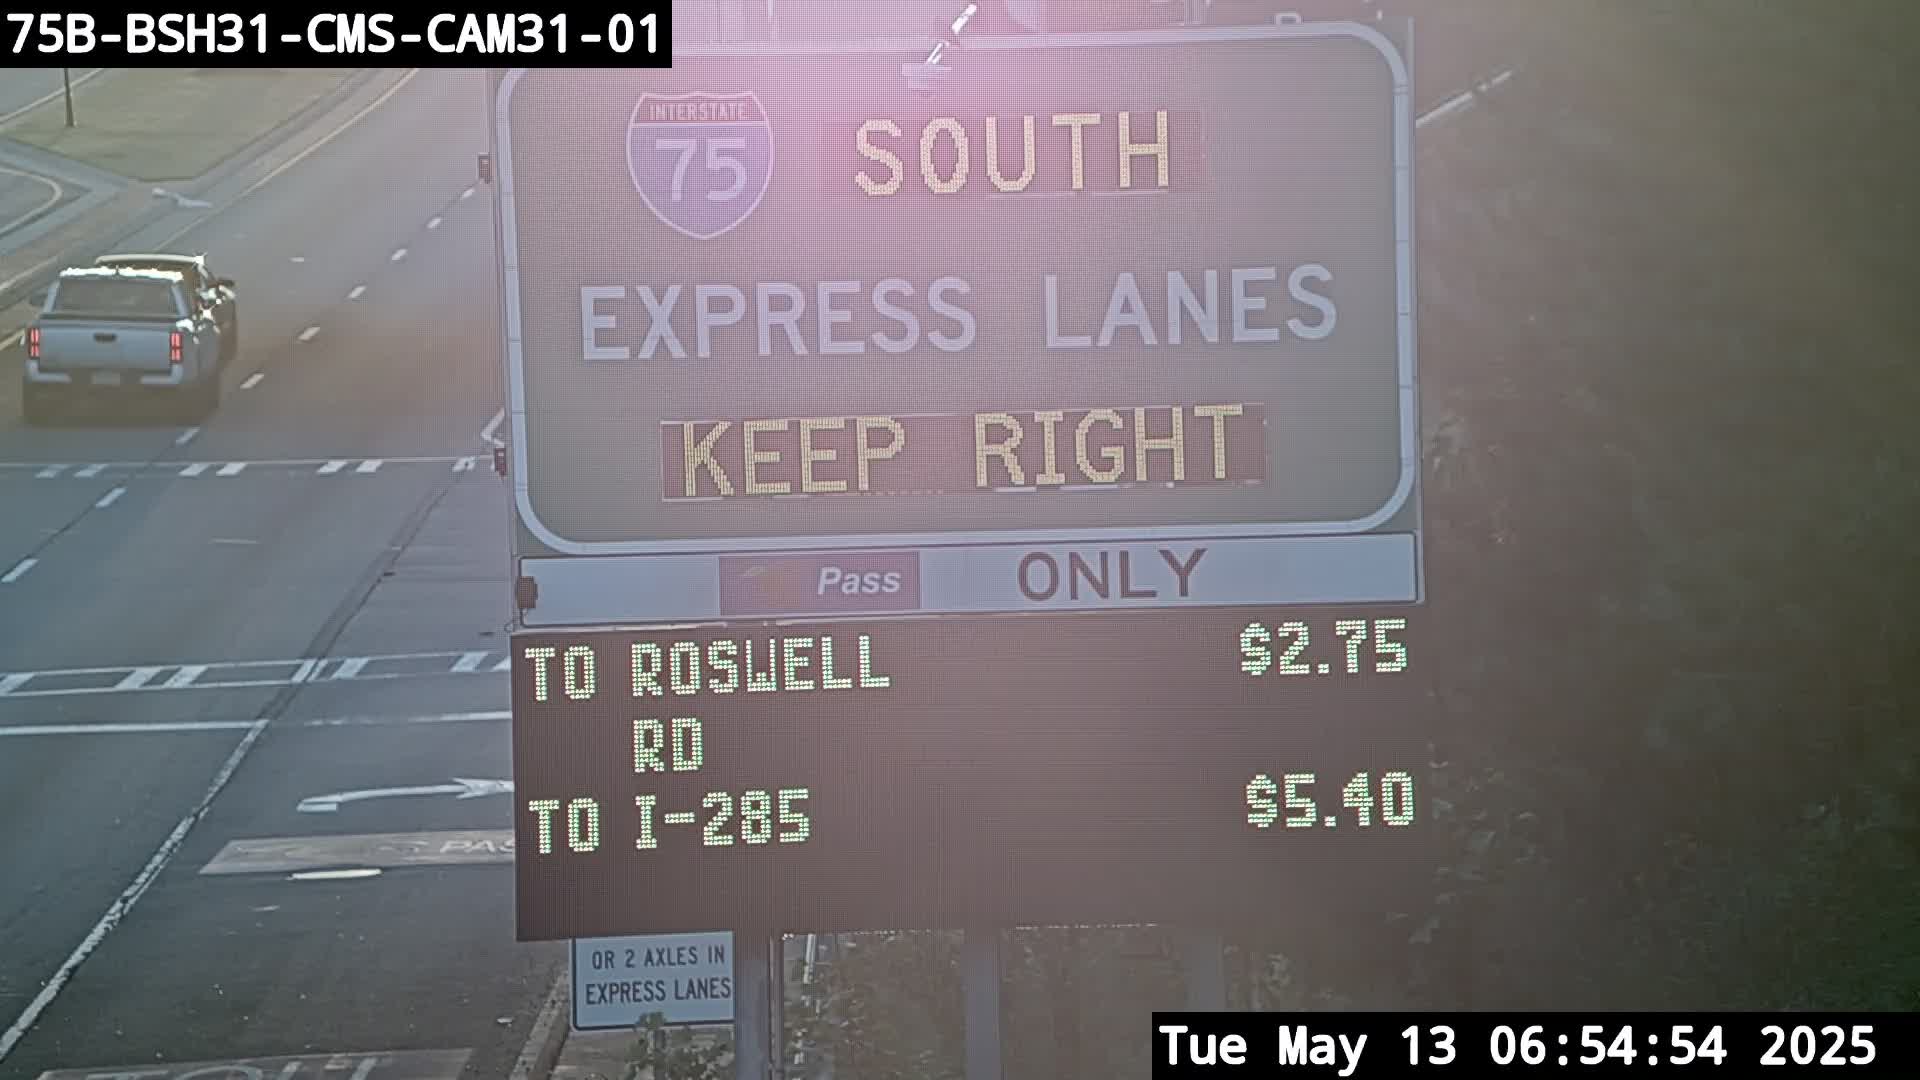 75B-BSH31-CMS-CAM31-01
INTERSTATE
75 SOUTH
EXPRESS LANES
KEEP RIGHT
Pass ONLY
TO ROSWELL $2.75
RD
TO I-285 $5.40
OR 2 AXLES IN
EXPRESS LANES
Tue May 13 06:54:54 2025